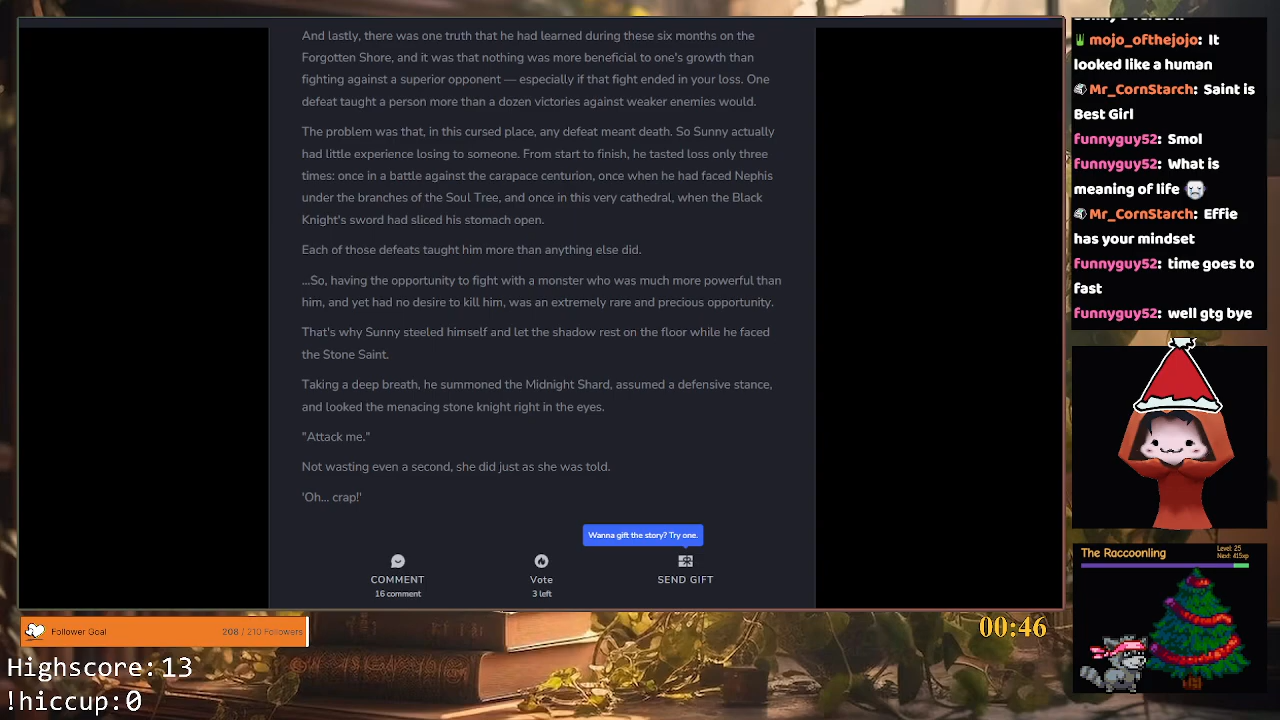 And lastly, there was one truth that he had learned during these six months on the
Forgotten Shore, and it was that nothing was more beneficial to one's growth than
fighting against a superior opponent — especially if that fight ended in your loss. One
defeat taught a person more than a dozen victories against weaker enemies would.
The problem was that, in this cursed place, any defeat meant death. So Sunny actually
had little experience losing to someone. From start to finish, he tasted loss only three
times: once in a battle against the carapace centurion, once when he had faced Nephis
under the branches of the Soul Tree, and once in this very cathedral, when the Black
Knight's sword had sliced his stomach open.
Each of those defeats taught him more than anything else did.
...So, having the opportunity to fight with a monster who was much more powerful than
him, and yet had no desire to kill him, was an extremely rare and precious opportunity.
That's why Sunny steeled himself and let the shadow rest on the floor while he faced
the Stone Saint.
Taking a deep breath, he summoned the Midnight Shard, assumed a defensive stance,
and looked the menacing stone knight right in the eyes.
"Attack me."
Not wasting even a second, she did just as she was told.
'Oh... crap!'
Wanna gift the story? Try one.
COMMENT
16 comment
Vote
3 left
SEND GIFT
mojo_ofthejojo: It
looked like a human
Mr_CornStarch: Saint is
Best Girl
funnyguy52: Smol
funnyguy52: What is
meaning of life
Mr_CornStarch: Effie
has your mindset
funnyguy52: time goes to
fast
funnyguy52: well gtg bye
The Raccoonling
Level: 25
Next: 415xp
Follower Goal
208 / 210 Followers
00:46
Highscore:13
!hiccup:0